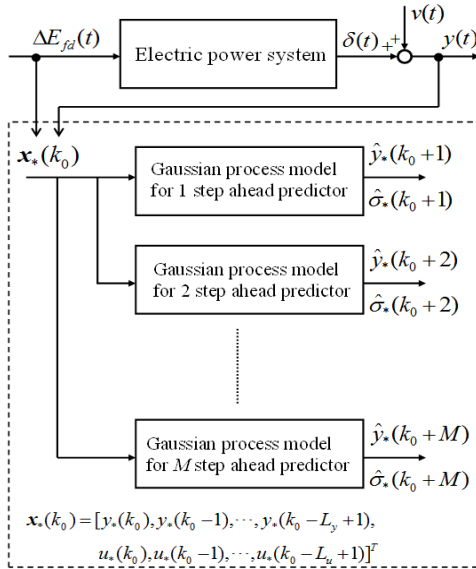 v(t)
ΔE_{fd}(t)
Electric power system
δ(t) + +
y(t)
x_*(k_0)
Gaussian process model
for 1 step ahead predictor
ŷ_*(k_0+1)
σ̂_*(k_0+1)
Gaussian process model
for 2 step ahead predictor
ŷ_*(k_0+2)
σ̂_*(k_0+2)
Gaussian process model
for M step ahead predictor
ŷ_*(k_0+M)
σ̂_*(k_0+M)
x_*(k_0)=[y_*(k_0), y_*(k_0-1),⋯, y_*(k_0-L_y+1),
u_*(k_0),u_*(k_0-1),⋯,u_*(k_0-L_u+1)]^T